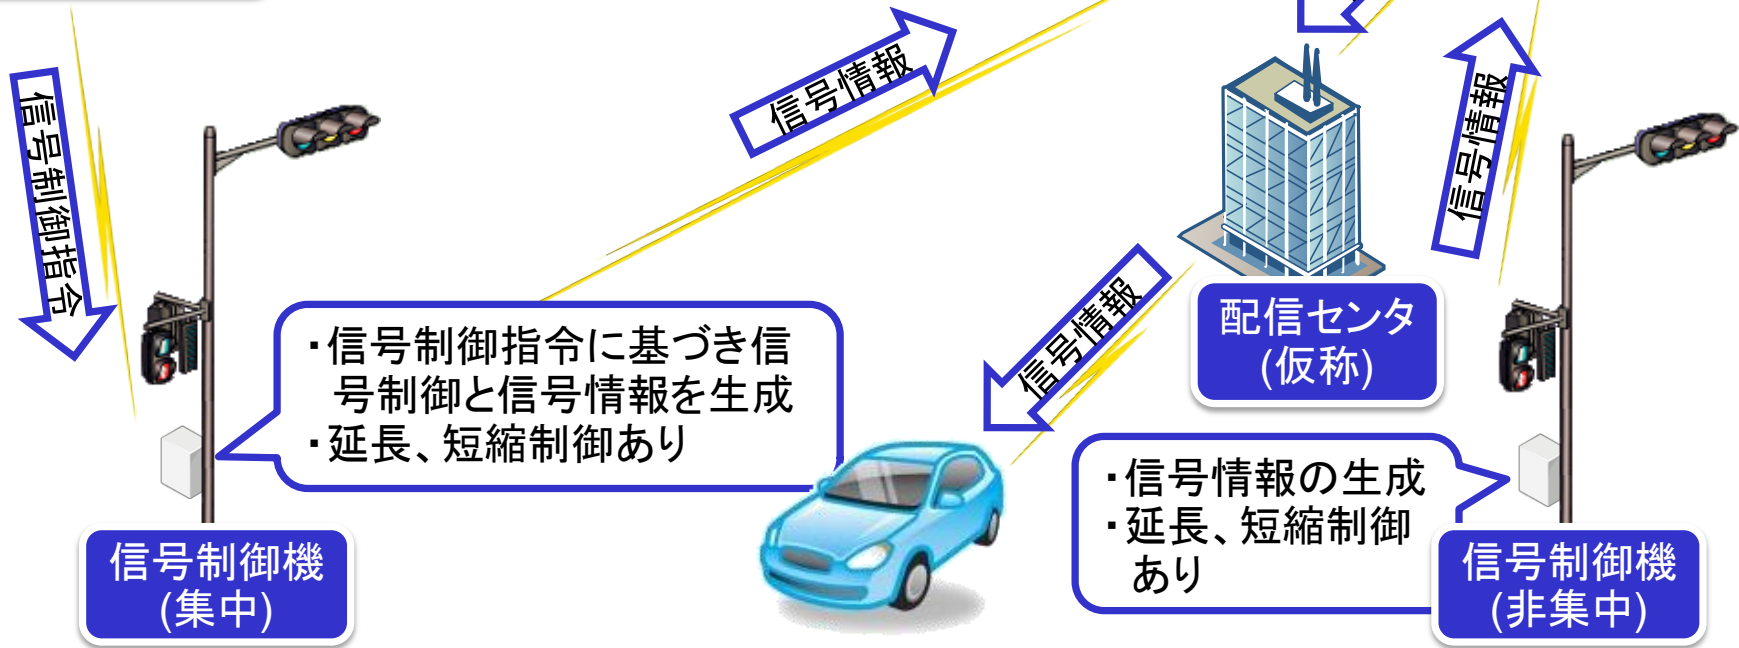 信号制御指令
信号情報
信号情報
信号情報
配信センタ
(仮称)
・信号制御指令に基づき信
号制御と信号情報を生成
・延長、短縮制御あり
・信号情報の生成
・延長、短縮制御
あり
信号制御機
(集中)
信号制御機
(非集中)